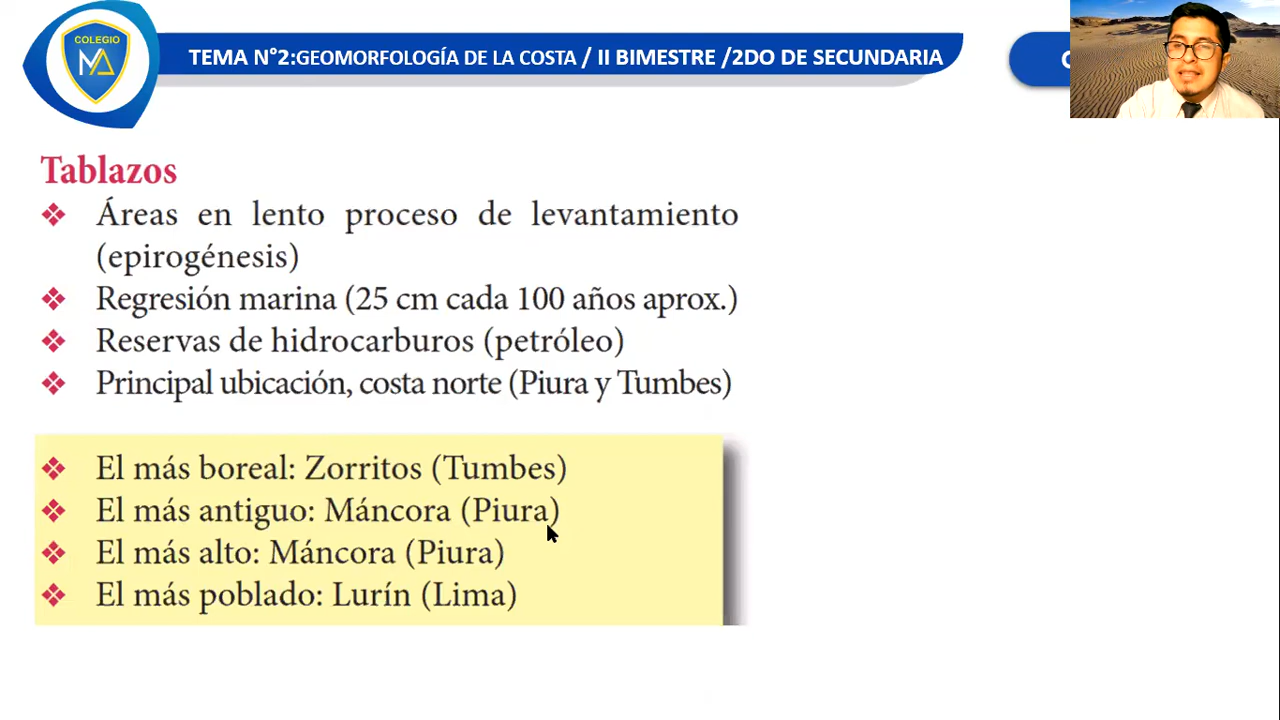 COLEGIO
TEMA N°2:GEOMORFOLOGÍA DE LA COSTA / II BIMESTRE /2DO DE SECUNDARIA
Tablazos
❖ Áreas en lento proceso de levantamiento
(epirogénesis)
❖ Regresión marina (25 cm cada 100 años aprox.)
❖ Reservas de hidrocarburos (petróleo)
❖ Principal ubicación, costa norte (Piura y Tumbes)
❖ El más boreal: Zorritos (Tumbes)
❖ El más antiguo: Máncora (Piura)
❖ El más alto: Máncora (Piura)
❖ El más poblado: Lurín (Lima)